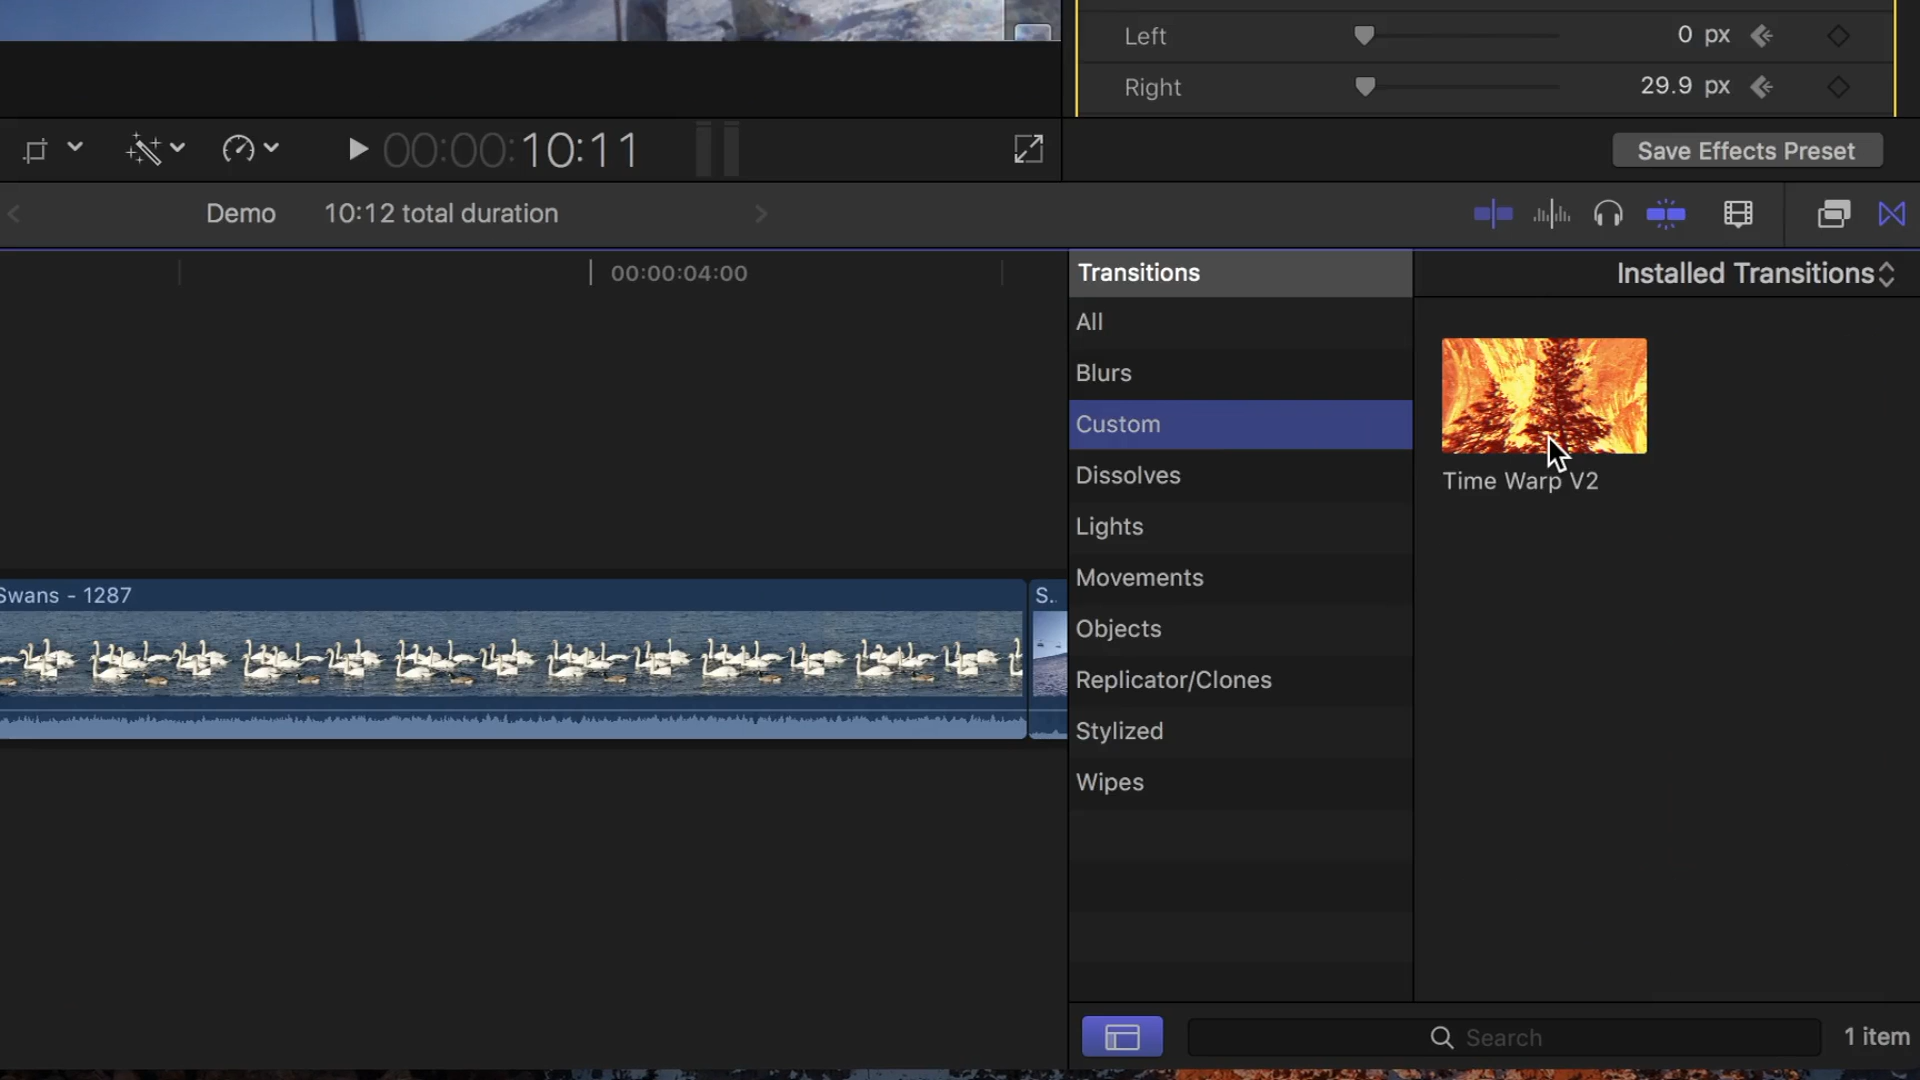 Left 0 px
Right 29.9 px
00:00:10:11
Save Effects Preset
Demo 10:12 total duration
00:00:04:00
Transitions
Installed Transitions
All
Blurs
Custom
Dissolves
Lights
Movements
Objects
Replicator/Clones
Stylized
Wipes
Time Warp V2
Swans - 1287
S..
Search
1 item